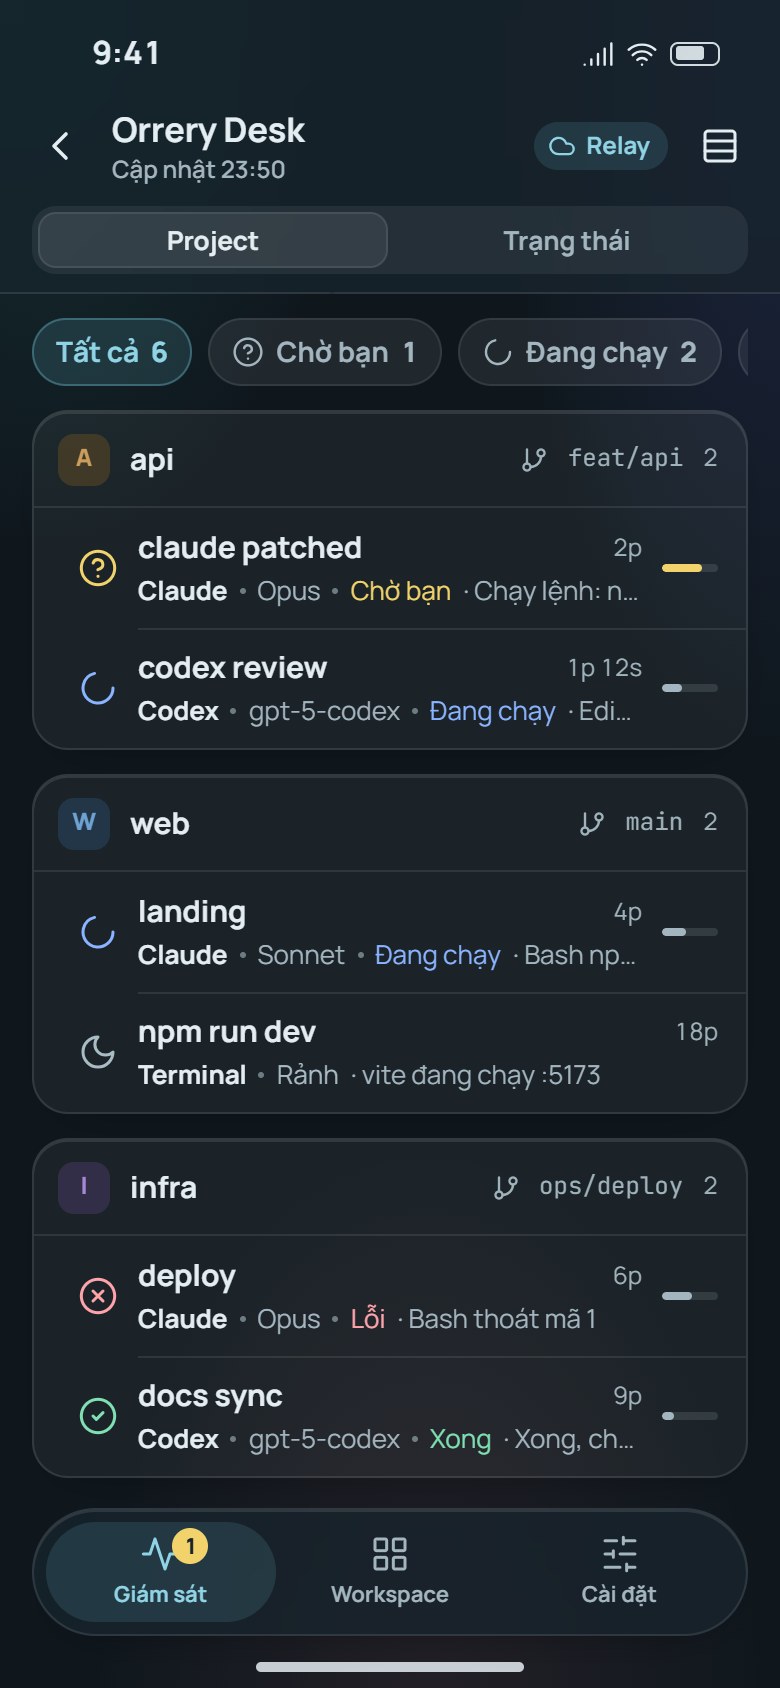 9:41
Orrery Desk
Cập nhật 23:50
Relay
Project
Trạng thái
Tất cả 6
Chờ bạn 1
Đang chạy 2
A api feat/api 2
claude patched 2p
Claude • Opus • Chờ bạn · Chạy lệnh: n...
codex review 1p 12s
Codex • gpt-5-codex • Đang chạy · Edi...
W web main 2
landing 4p
Claude • Sonnet • Đang chạy · Bash np...
npm run dev 18p
Terminal • Rảnh · vite đang chạy :5173
I infra ops/deploy 2
deploy 6p
Claude • Opus • Lỗi · Bash thoát mã 1
docs sync 9p
Codex • gpt-5-codex • Xong · Xong, ch...
1
Giám sát
Workspace
Cài đặt